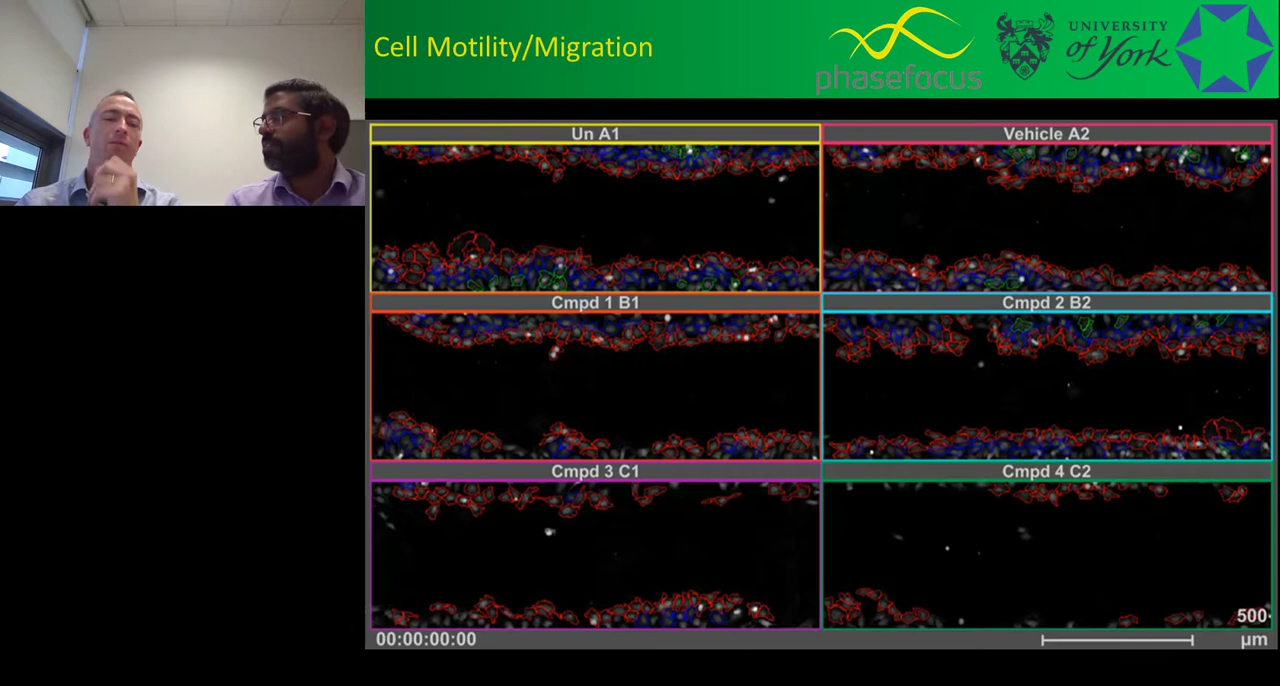 Cell Motility/Migration
phasefocus
UNIVERSITY
of York
Un A1
Vehicle A2
Cmpd 1 B1
Cmpd 2 B2
Cmpd 3 C1
Cmpd 4 C2
00:00:00:00
500
µm